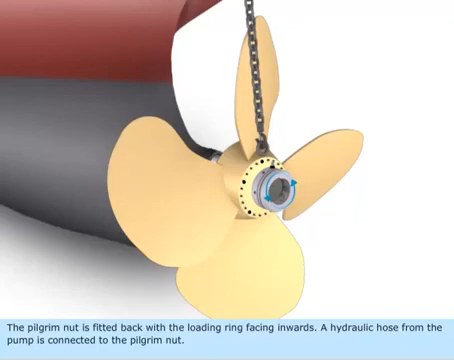 The pilgrim nut is fitted back with the loading ring facing inwards. A hydraulic hose from the
pump is connected to the pilgrim nut.